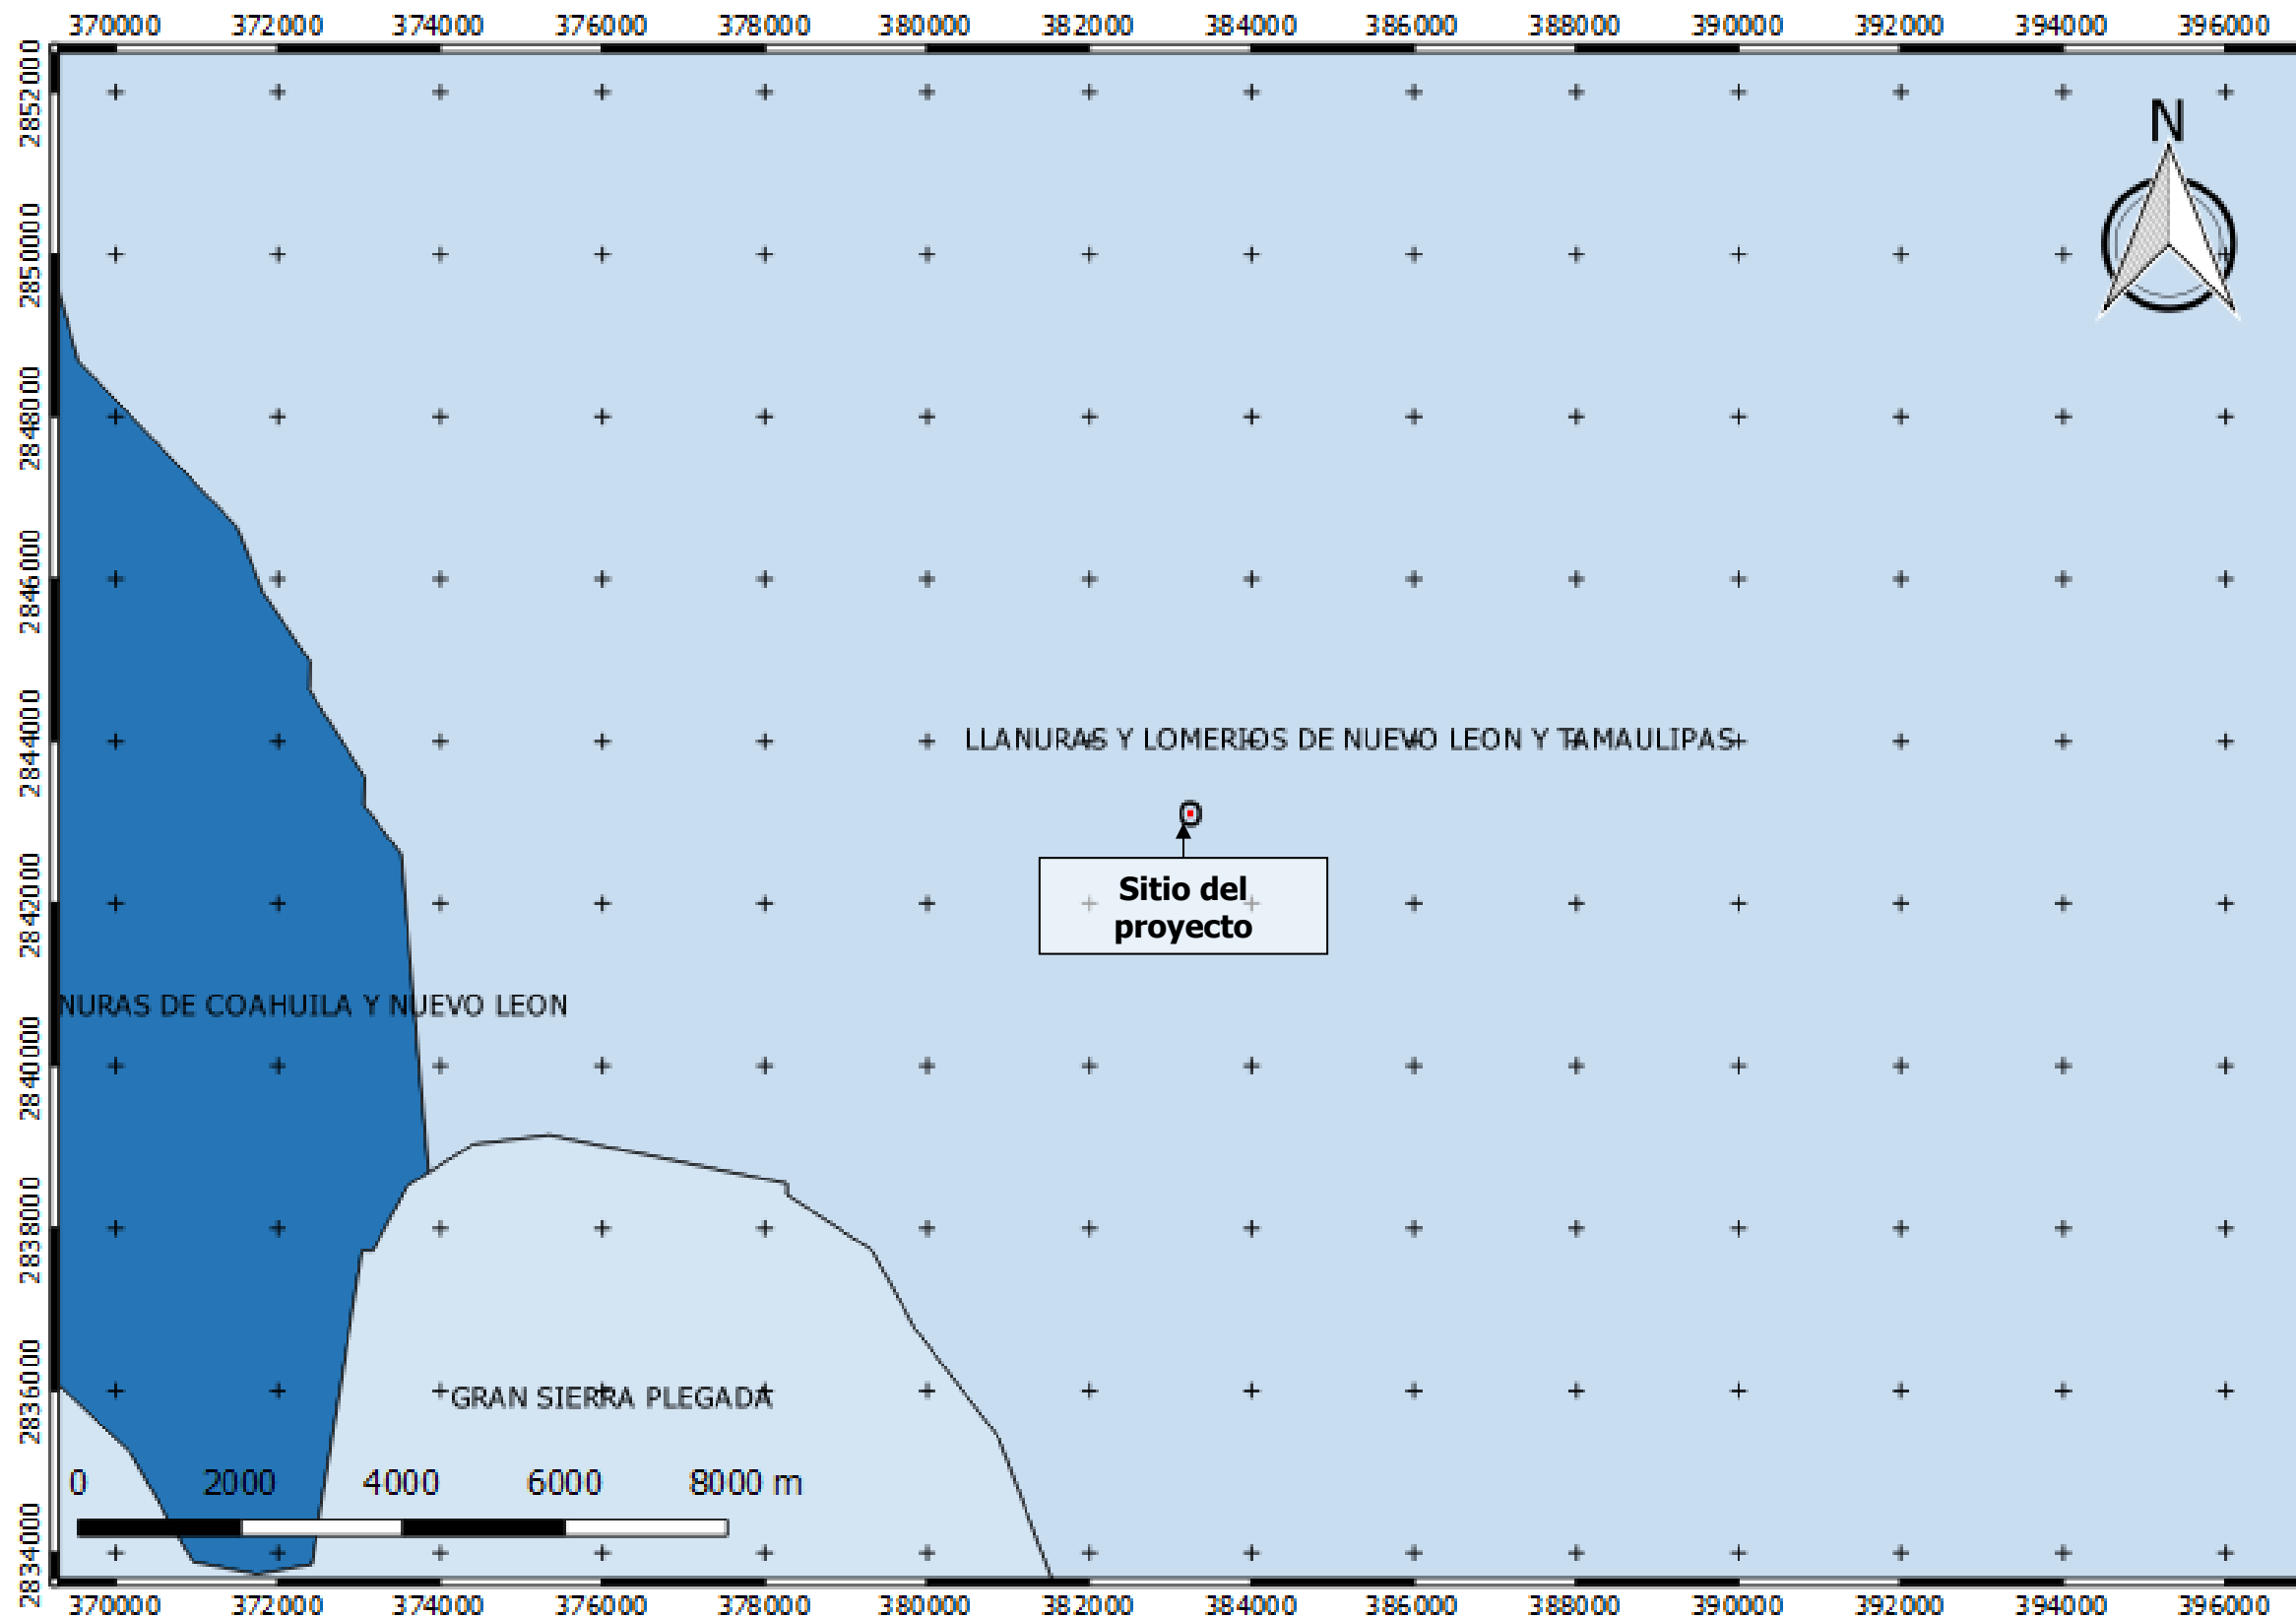 370000 372000 374000 376000 378000 380000 382000 384000 386000 388000 390000 392000 394000 396000
2852000
N
2850000
2848000
2846000
2844000
LLANURAS Y LOMERIOS DE NUEVO LEON Y TAMAULIPAS
Sitio del
proyecto
2842000
NURAS DE COAHUILA Y NUEVO LEON
2840000
2838000
2836000
GRAN SIERRA PLEGADA
0 2000 4000 6000 8000 m
2834000
370000 372000 374000 376000 378000 380000 382000 384000 386000 388000 390000 392000 394000 396000